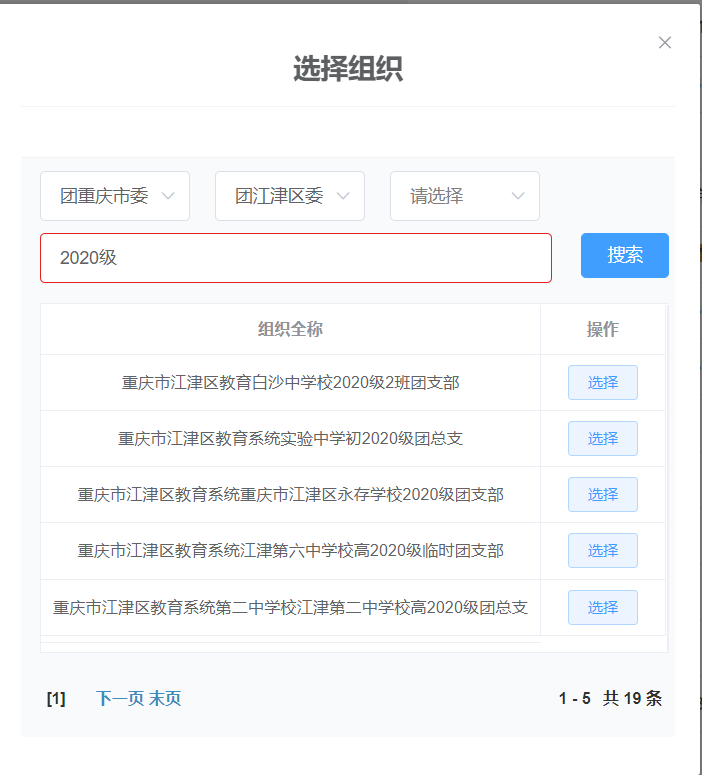 选择组织
团重庆市委 团江津区委 请选择
2020级 搜索
组织全称 操作
重庆市江津区教育白沙中学校2020级2班团支部 选择
重庆市江津区教育系统实验中学初2020级团总支 选择
重庆市江津区教育系统重庆市江津区永存学校2020级团支部 选择
重庆市江津区教育系统江津第六中学校高2020级临时团支部 选择
重庆市江津区教育系统第二中学校江津第二中学校高2020级团总支 选择
[1] 下一页 末页 1 - 5 共 19 条